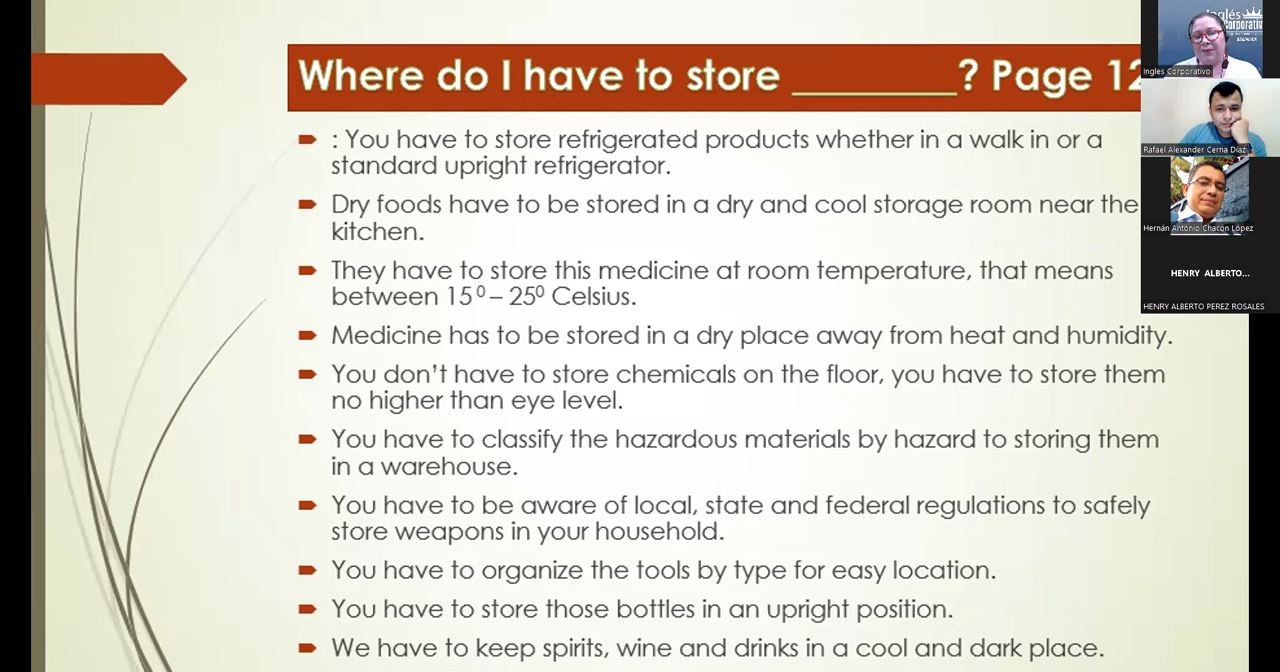 Where do I have to store ________? Page 12
: You have to store refrigerated products whether in a walk in or a
standard upright refrigerator.
Dry foods have to be stored in a dry and cool storage room near the
kitchen.
They have to store this medicine at room temperature, that means
between 15⁰ – 25⁰ Celsius.
Medicine has to be stored in a dry place away from heat and humidity.
You don’t have to store chemicals on the floor, you have to store them
no higher than eye level.
You have to classify the hazardous materials by hazard to storing them
in a warehouse.
You have to be aware of local, state and federal regulations to safely
store weapons in your household.
You have to organize the tools by type for easy location.
You have to store those bottles in an upright position.
We have to keep spirits, wine and drinks in a cool and dark place.
Inglés
Corporativo
Ingles Corporativo
Rafael Alexander Cerna Díaz
Hernán Antonio Chacón López
HENRY ALBERTO...
HENRY ALBERTO PEREZ ROSALES